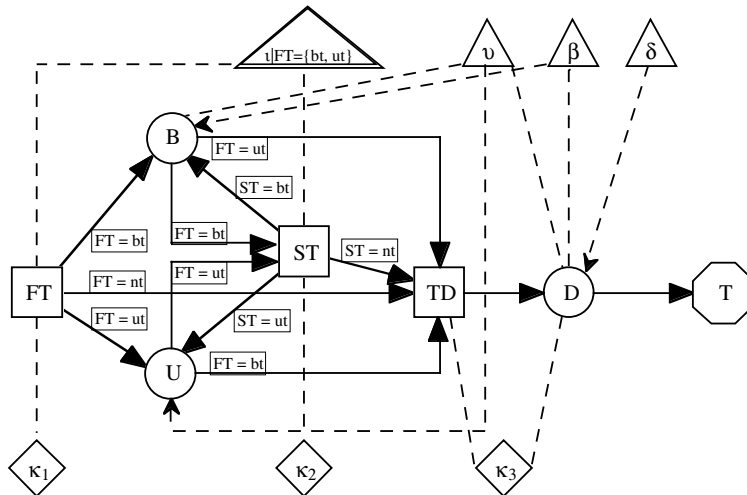 ι|FT={bt, ut}
υ
β
δ
B
FT = ut
ST = bt
FT = bt
FT = bt
ST
ST = nt
FT = ut
FT
FT = nt
TD
D
T
FT = ut
ST = ut
U
FT = bt
κ1
κ2
κ3